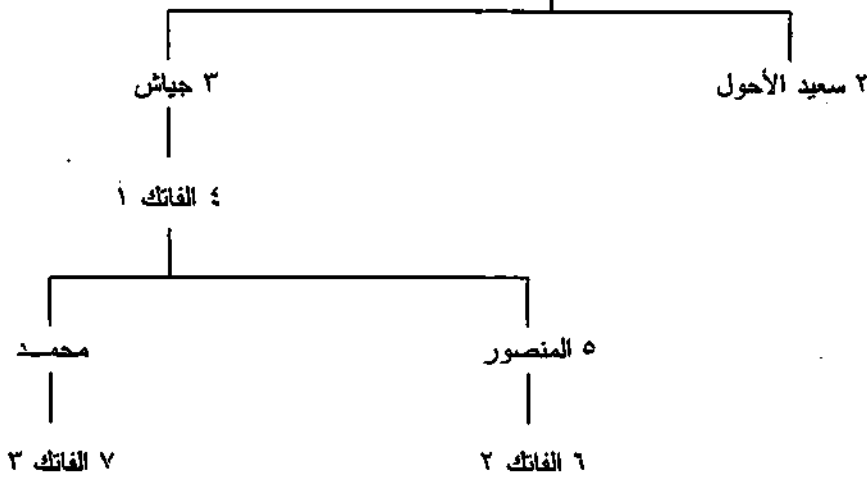 ٢ سعيد الأحول
٣ جياش
٤ الفاتك ١
٥ المنصور
محمد
٦ الفاتك ٢
٧ الفاتك ٣